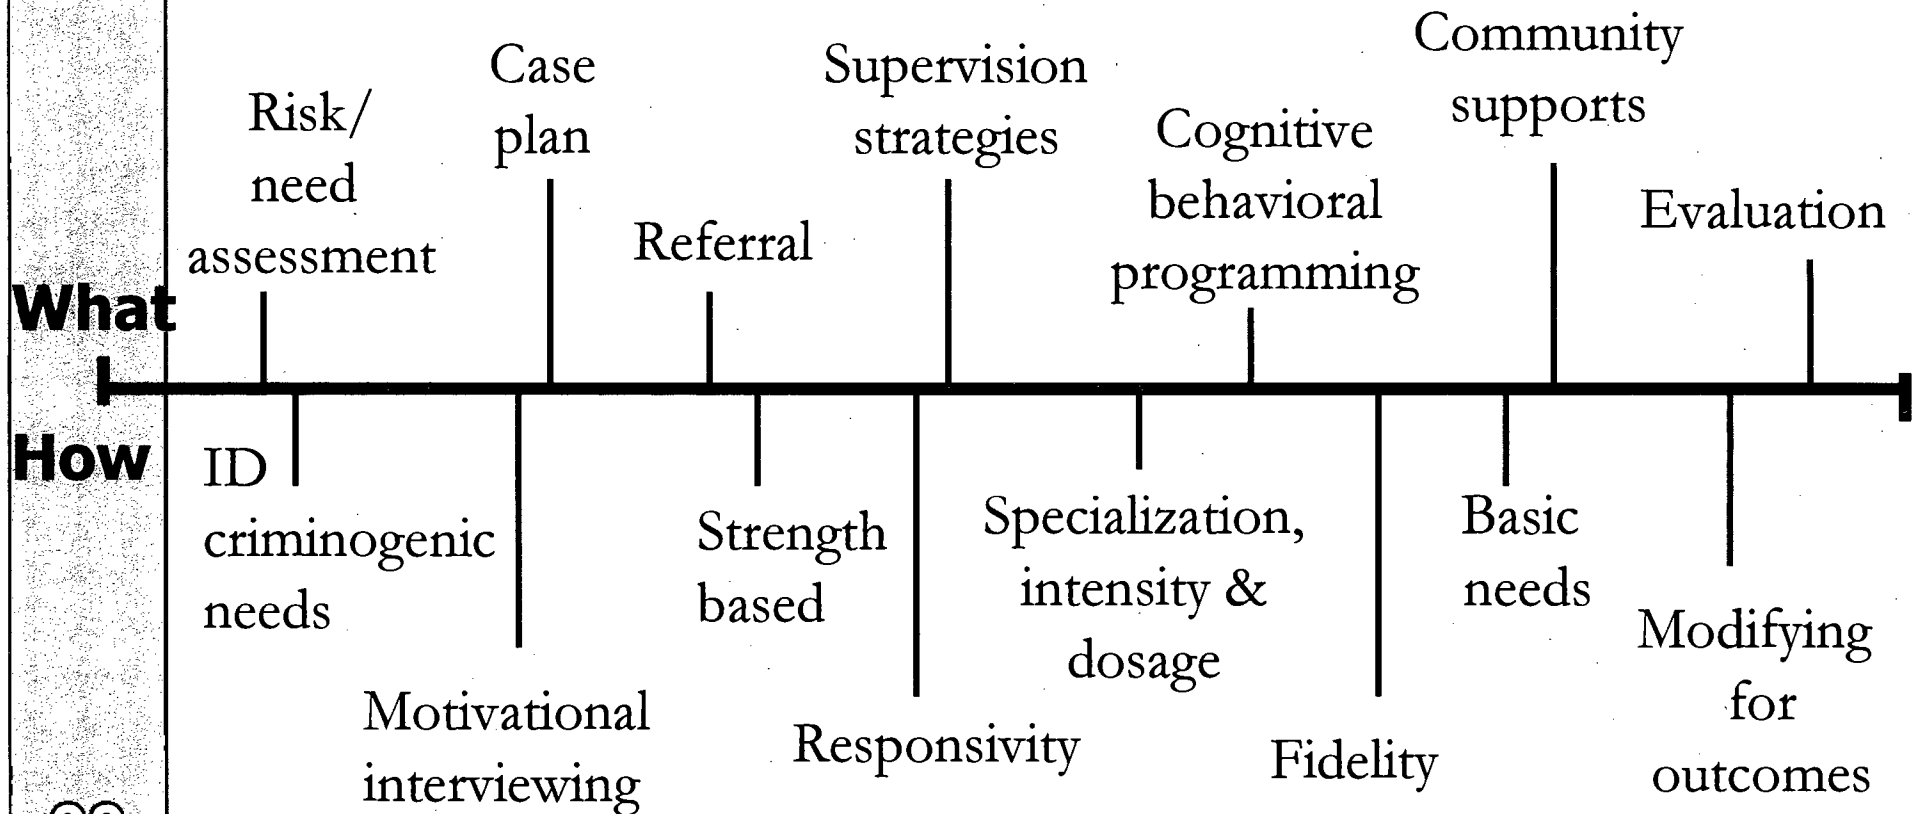 What
Risk/
need
assessment
Case
plan
Referral
Supervision
strategies
Cognitive
behavioral
programming
Community
supports
Evaluation
How
ID
criminogenic
needs
Motivational
interviewing
Strength
based
Responsivity
Specialization,
intensity &
dosage
Fidelity
Basic
needs
Modifying
for
outcomes